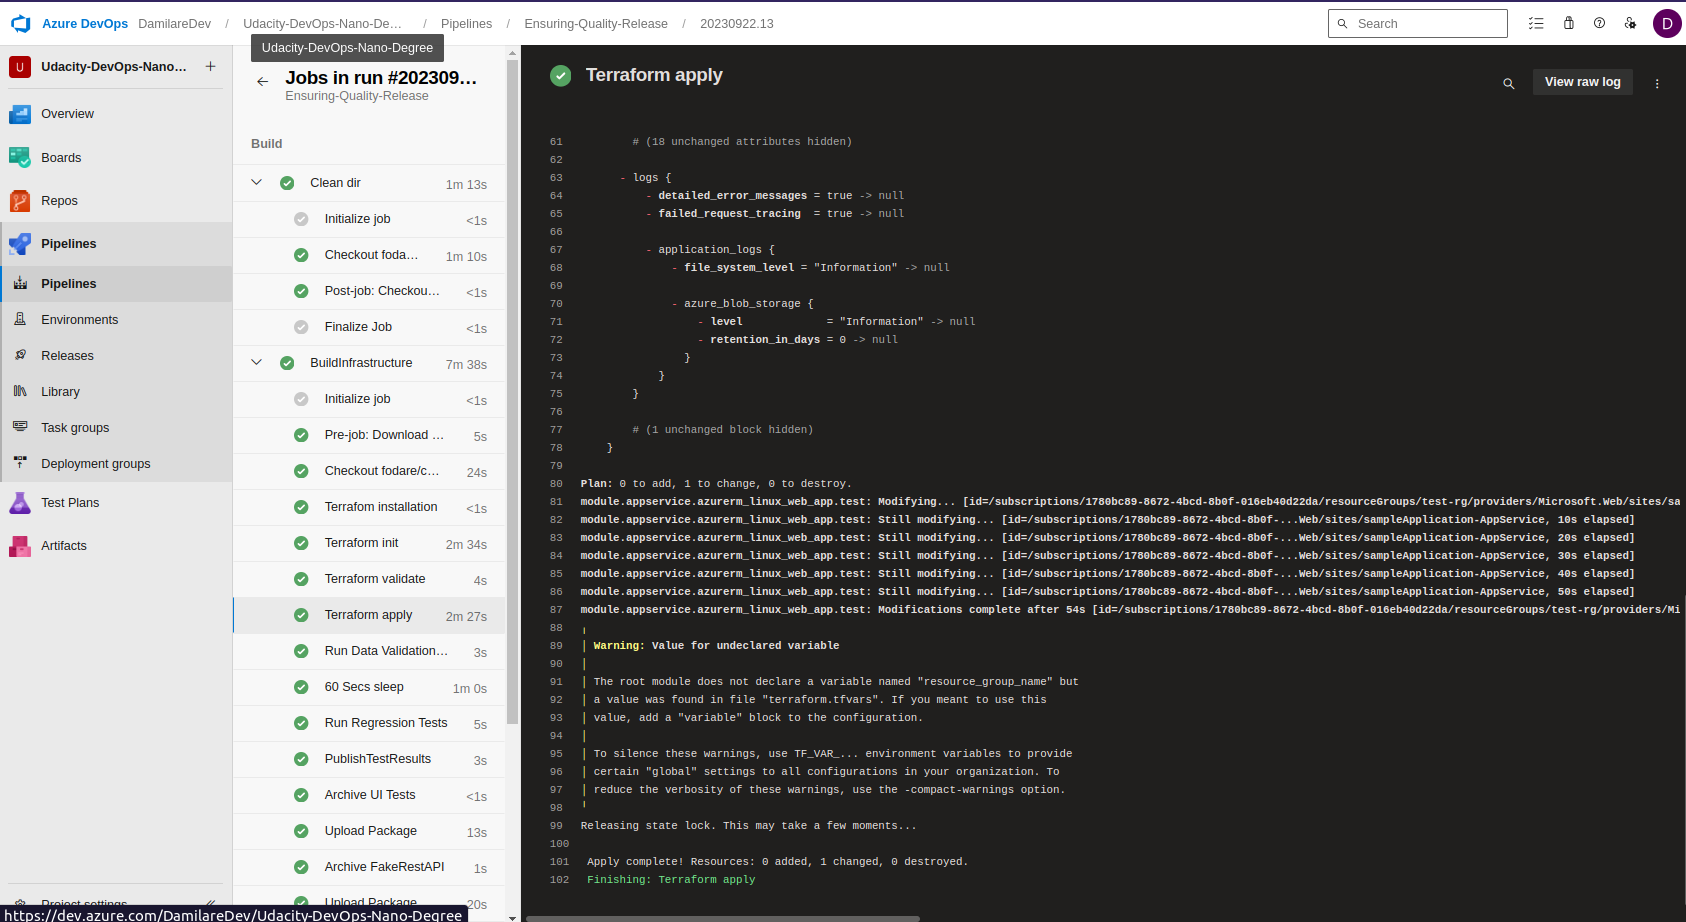 Azure DevOps DamilareDev / Udacity-DevOps-Nano-De... / Pipelines / Ensuring-Quality-Release / 20230922.13
Search
D
Udacity-DevOps-Nano-Degree
U Udacity-DevOps-Nano... +
Overview
Boards
Repos
Pipelines
Pipelines
Environments
Releases
Library
Task groups
Deployment groups
Test Plans
Artifacts
Project settings
https://dev.azure.com/DamilareDev/Udacity-DevOps-Nano-Degree
Jobs in run #202309...
Ensuring-Quality-Release
Build
Clean dir 1m 13s
Initialize job <1s
Checkout foda... 1m 10s
Post-job: Checkou... <1s
Finalize Job <1s
BuildInfrastructure 7m 38s
Initialize job <1s
Pre-job: Download ... 5s
Checkout fodare/c... 24s
Terrafom installation <1s
Terraform init 2m 34s
Terraform validate 4s
Terraform apply 2m 27s
Run Data Validation... 3s
60 Secs sleep 1m 0s
Run Regression Tests 5s
PublishTestResults 3s
Archive UI Tests <1s
Upload Package 13s
Archive FakeRestAPI 1s
Upload Package 20s
Terraform apply
View raw log
61 # (18 unchanged attributes hidden)
62
63 - logs {
64 - detailed_error_messages = true -> null
65 - failed_request_tracing = true -> null
66
67 - application_logs {
68 - file_system_level = "Information" -> null
69
70 - azure_blob_storage {
71 - level = "Information" -> null
72 - retention_in_days = 0 -> null
73 }
74 }
75 }
76
77 # (1 unchanged block hidden)
78 }
79
80 Plan: 0 to add, 1 to change, 0 to destroy.
81 module.appservice.azurerm_linux_web_app.test: Modifying... [id=/subscriptions/1780bc89-8672-4bcd-8b0f-016eb40d22da/resourceGroups/test-rg/providers/Microsoft.Web/sites/sa
82 module.appservice.azurerm_linux_web_app.test: Still modifying... [id=/subscriptions/1780bc89-8672-4bcd-8b0f-...Web/sites/sampleApplication-AppService, 10s elapsed]
83 module.appservice.azurerm_linux_web_app.test: Still modifying... [id=/subscriptions/1780bc89-8672-4bcd-8b0f-...Web/sites/sampleApplication-AppService, 20s elapsed]
84 module.appservice.azurerm_linux_web_app.test: Still modifying... [id=/subscriptions/1780bc89-8672-4bcd-8b0f-...Web/sites/sampleApplication-AppService, 30s elapsed]
85 module.appservice.azurerm_linux_web_app.test: Still modifying... [id=/subscriptions/1780bc89-8672-4bcd-8b0f-...Web/sites/sampleApplication-AppService, 40s elapsed]
86 module.appservice.azurerm_linux_web_app.test: Still modifying... [id=/subscriptions/1780bc89-8672-4bcd-8b0f-...Web/sites/sampleApplication-AppService, 50s elapsed]
87 module.appservice.azurerm_linux_web_app.test: Modifications complete after 54s [id=/subscriptions/1780bc89-8672-4bcd-8b0f-016eb40d22da/resourceGroups/test-rg/providers/Mi
88 ╷
89 │ Warning: Value for undeclared variable
90 │
91 │ The root module does not declare a variable named "resource_group_name" but
92 │ a value was found in file "terraform.tfvars". If you meant to use this
93 │ value, add a "variable" block to the configuration.
94 │
95 │ To silence these warnings, use TF_VAR_... environment variables to provide
96 │ certain "global" settings to all configurations in your organization. To
97 │ reduce the verbosity of these warnings, use the -compact-warnings option.
98 ╵
99 Releasing state lock. This may take a few moments...
100
101 Apply complete! Resources: 0 added, 1 changed, 0 destroyed.
102 Finishing: Terraform apply